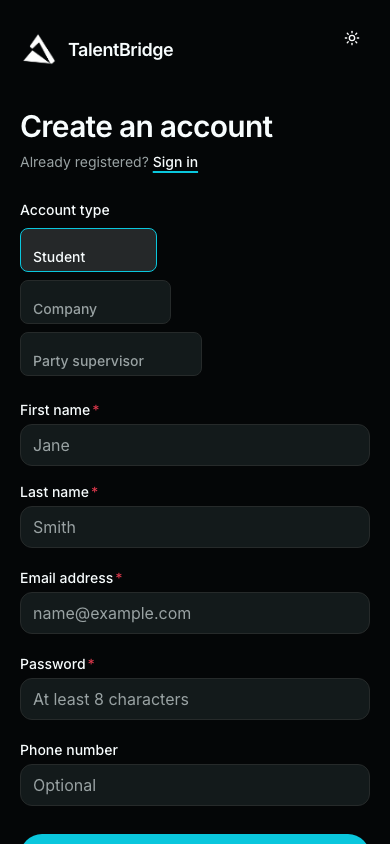 TalentBridge
Create an account
Already registered? Sign in
Account type
Student
Company
Party supervisor
First name *
Jane
Last name *
Smith
Email address *
name@example.com
Password *
At least 8 characters
Phone number
Optional